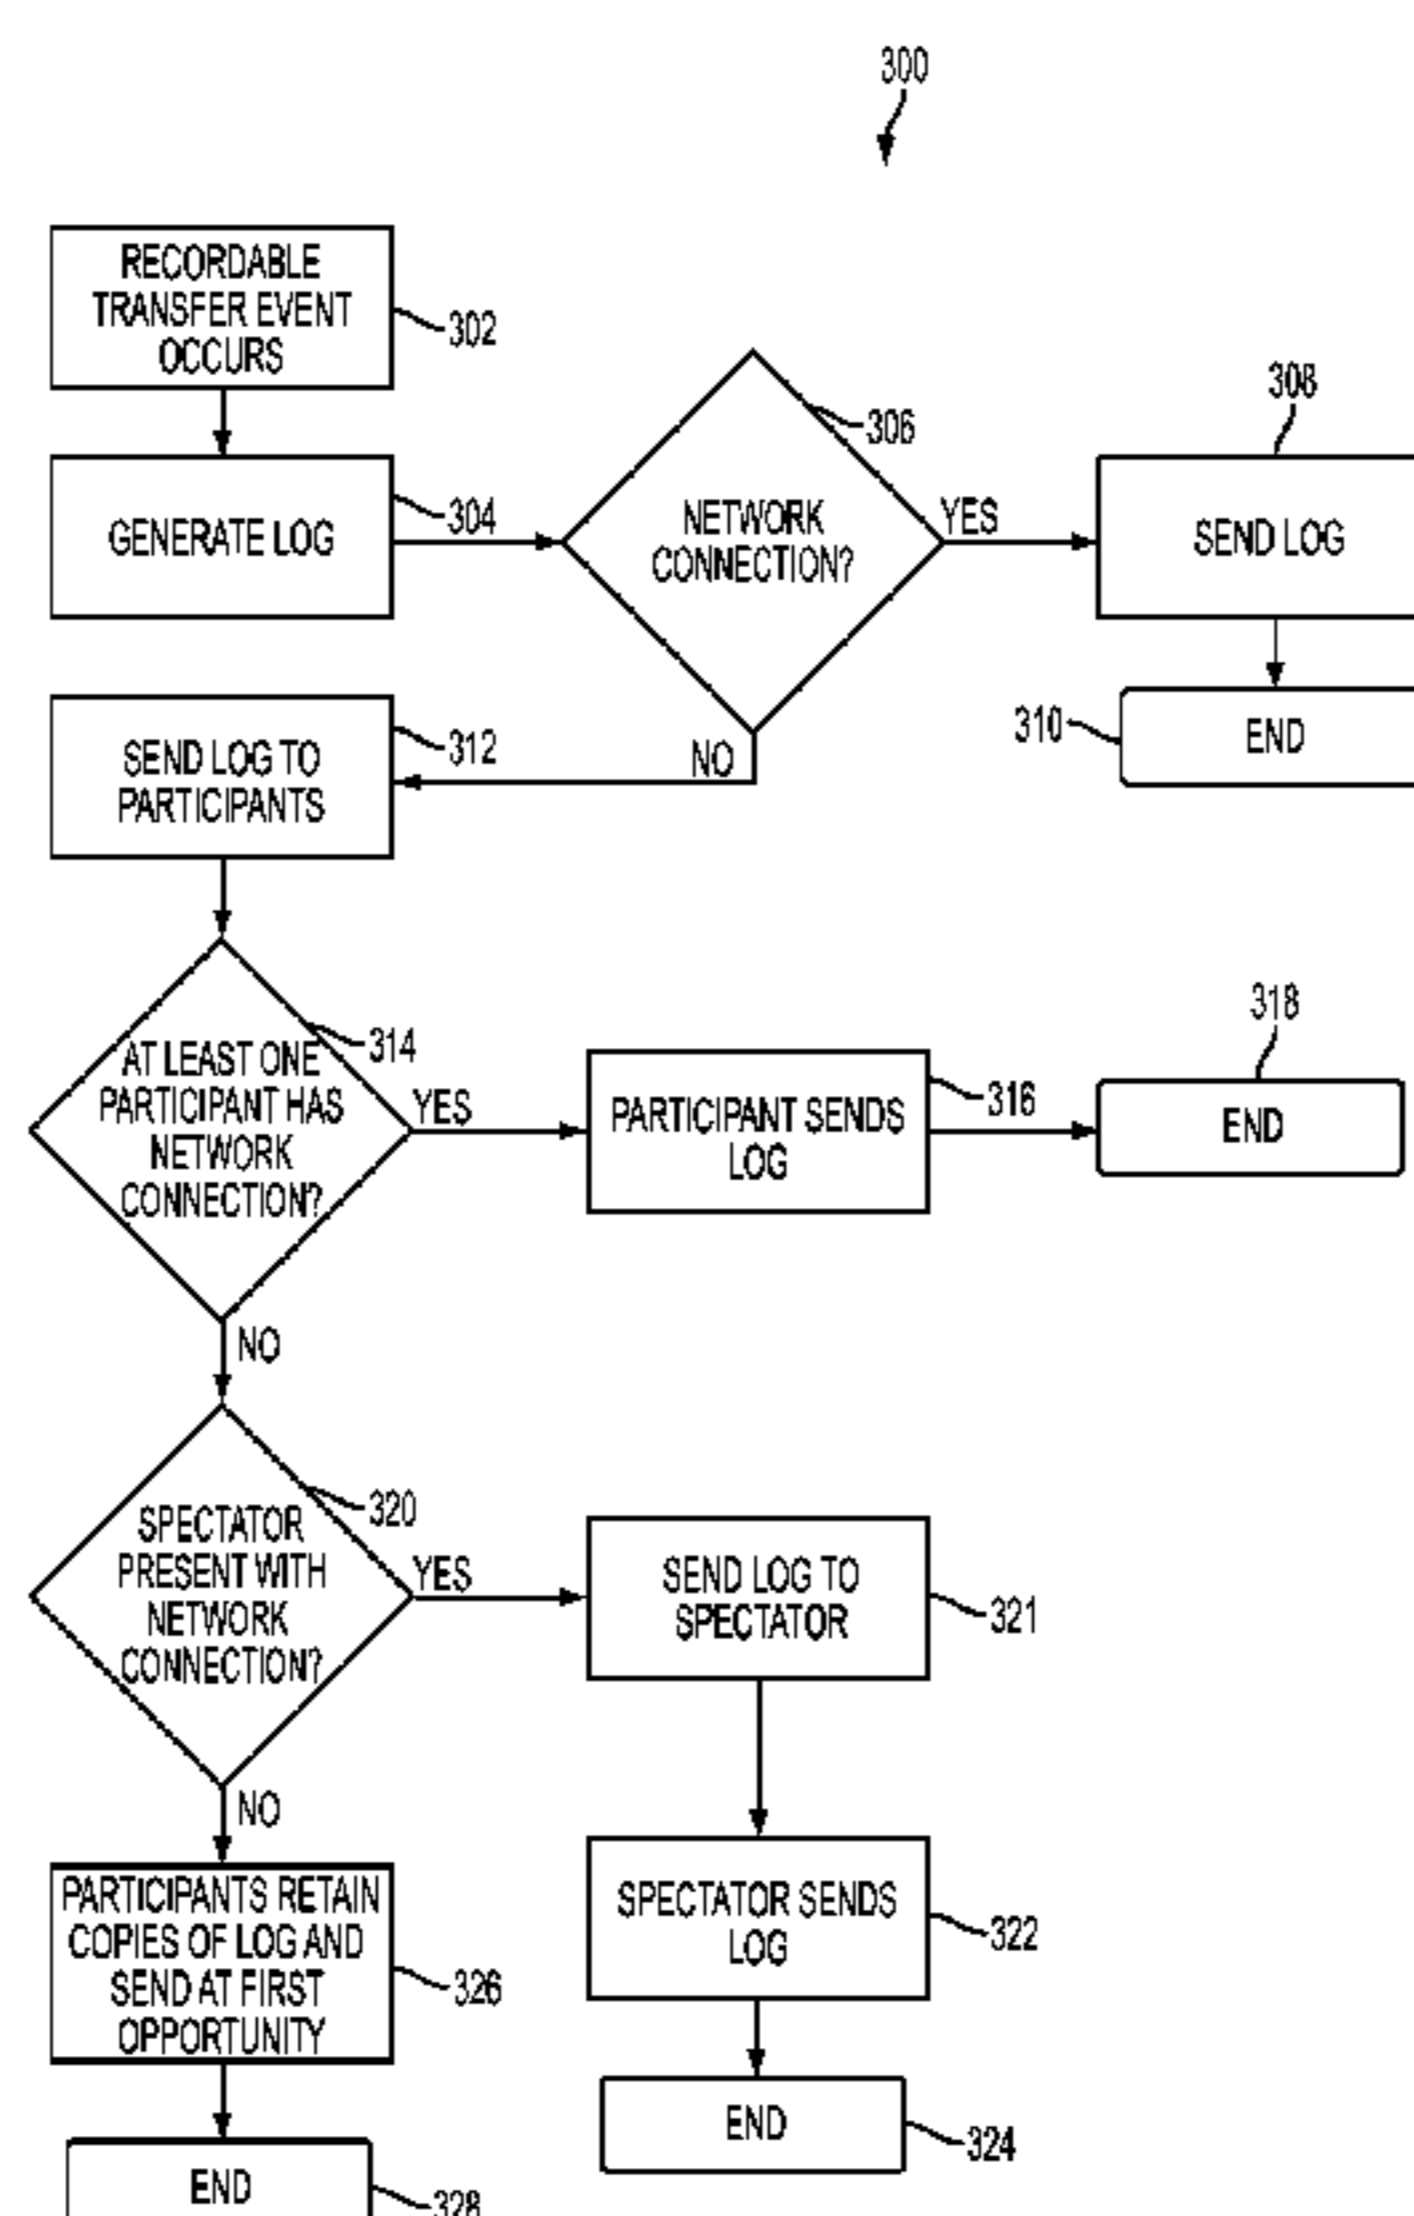 300
RECORDABLE
TRANSFER EVENT
OCCURS
302
GENERATE LOG
304
NETWORK
CONNECTION?
306
YES
308
SEND LOG
310
END
NO
SEND LOG TO
PARTICIPANTS
312
AT LEAST ONE
PARTICIPANT HAS
NETWORK
CONNECTION?
314
YES
PARTICIPANT SENDS
LOG
316
318
END
NO
SPECTATOR
PRESENT WITH
NETWORK
CONNECTION?
320
YES
SEND LOG TO
SPECTATOR
321
NO
SPECTATOR SENDS
LOG
322
PARTICIPANTS RETAIN
COPIES OF LOG AND
SEND AT FIRST
OPPORTUNITY
326
END
324
END
328